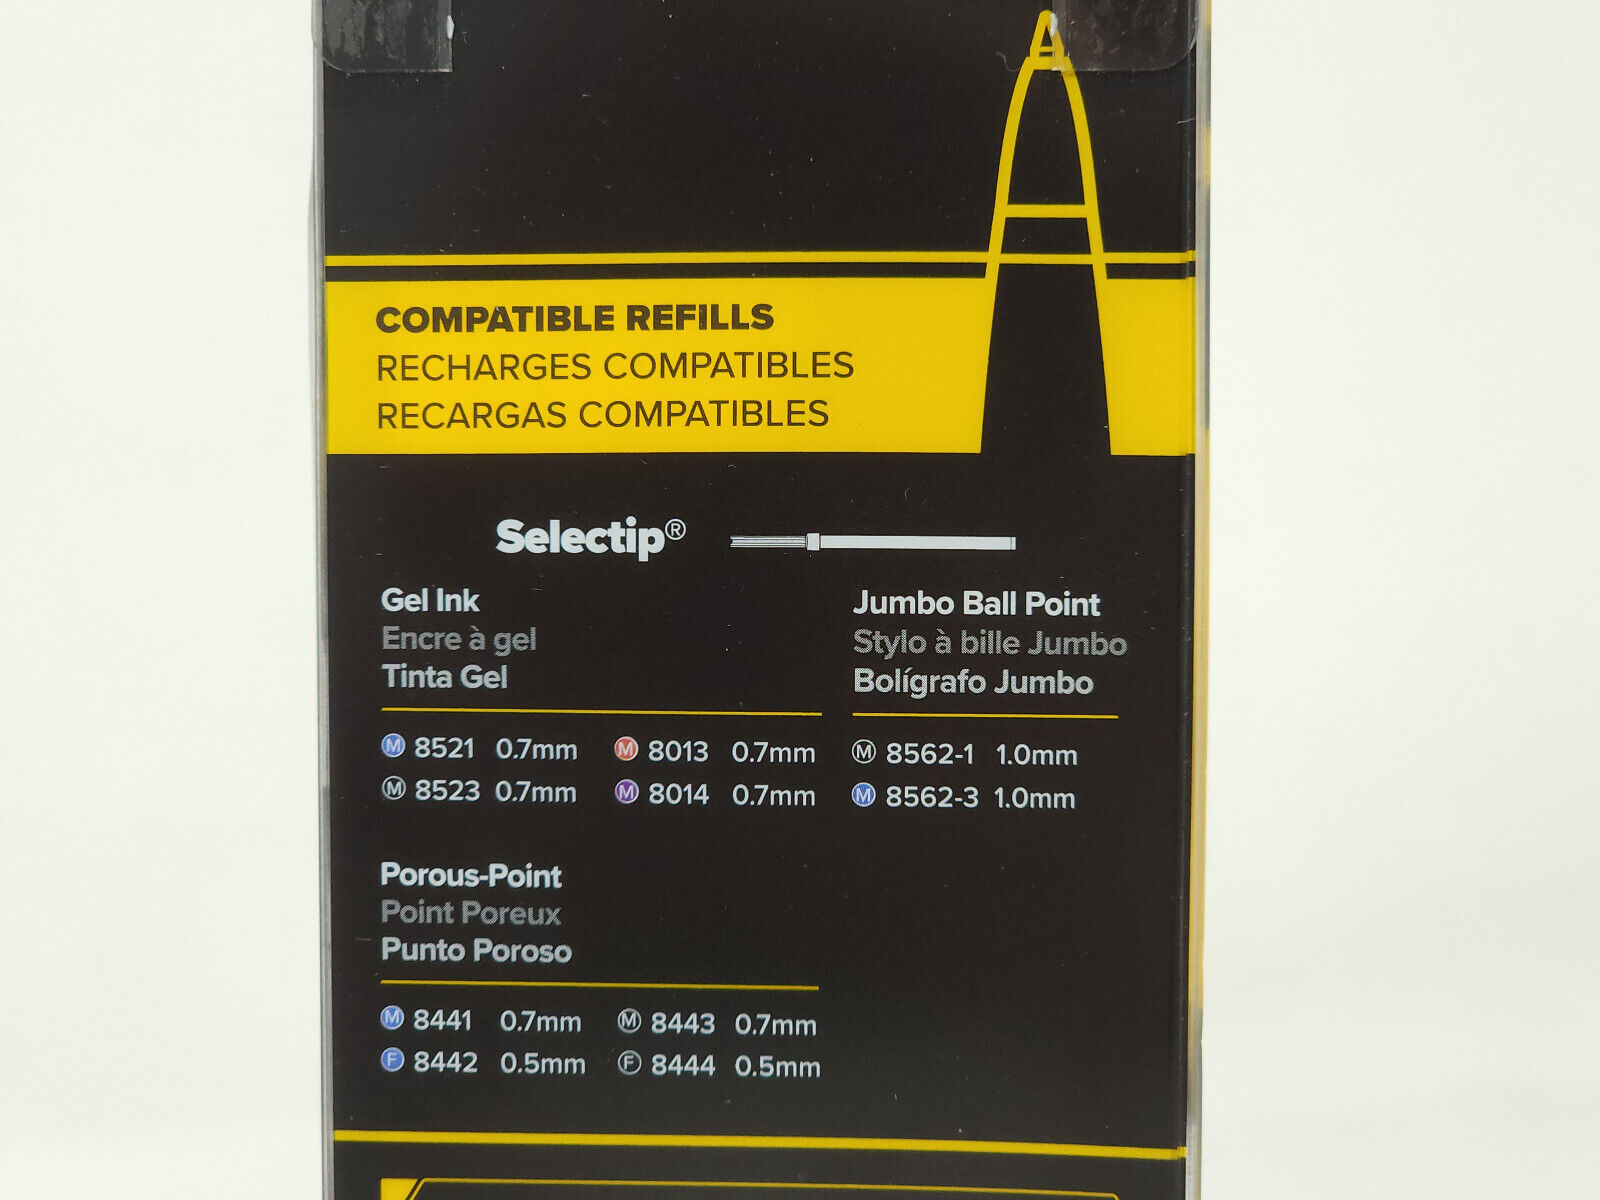 COMPATIBLE REFILLS
RECHARGES COMPATIBLES
RECARGAS COMPATIBLES
Selectip®
Gel Ink
Encre à gel
Tinta Gel
M 8521 0.7mm M 8013 0.7mm
M 8523 0.7mm M 8014 0.7mm
Jumbo Ball Point
Stylo à bille Jumbo
Bolígrafo Jumbo
M 8562-1 1.0mm
M 8562-3 1.0mm
Porous-Point
Point Poreux
Punto Poroso
M 8441 0.7mm M 8443 0.7mm
F 8442 0.5mm F 8444 0.5mm